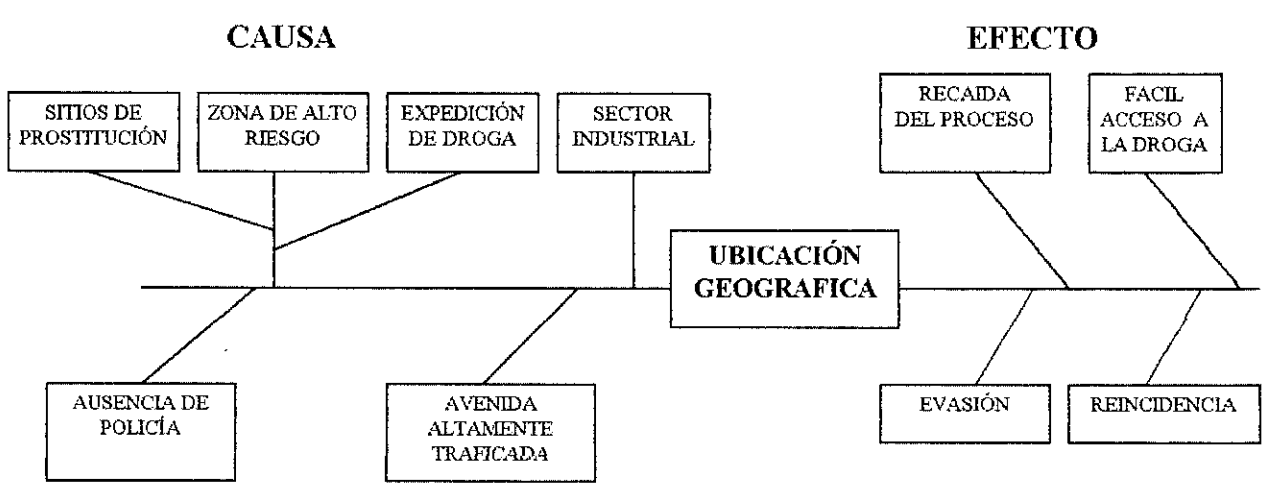 CAUSA
EFECTO
SITIOS DE
PROSTITUCIÓN
ZONA DE ALTO
RIESGO
EXPEDICIÓN
DE DROGA
SECTOR
INDUSTRIAL
RECAIDA
DEL PROCESO
FACIL
ACCESO A
LA DROGA
UBICACIÓN
GEOGRAFICA
AUSENCIA DE
POLICÍA
AVENIDA
ALTAMENTE
TRAFICADA
EVASIÓN
REINCIDENCIA